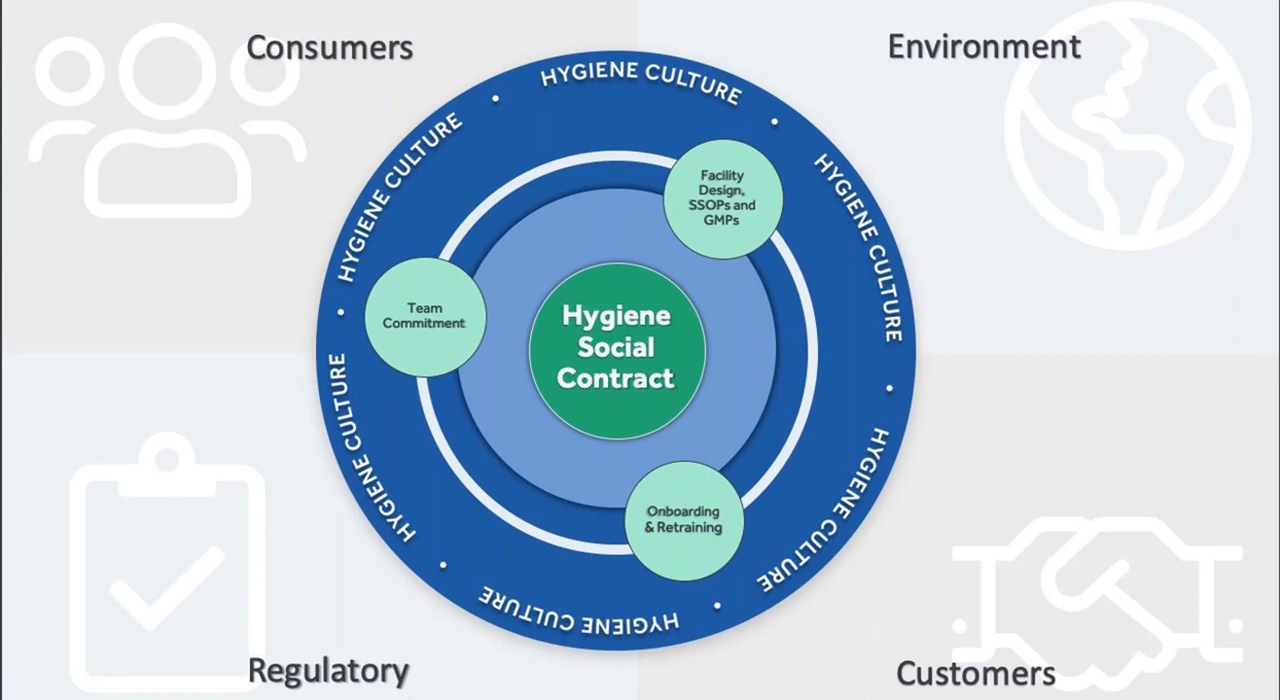 Consumers
Environment
HYGIENE CULTURE
HYGIENE CULTURE
HYGIENE CULTURE
HYGIENE CULTURE
HYGIENE CULTURE
HYGIENE CULTURE
Facility
Design,
SSOPs and
GMPs
Team
Commitment
Hygiene
Social
Contract
Onboarding
& Retraining
Regulatory
Customers